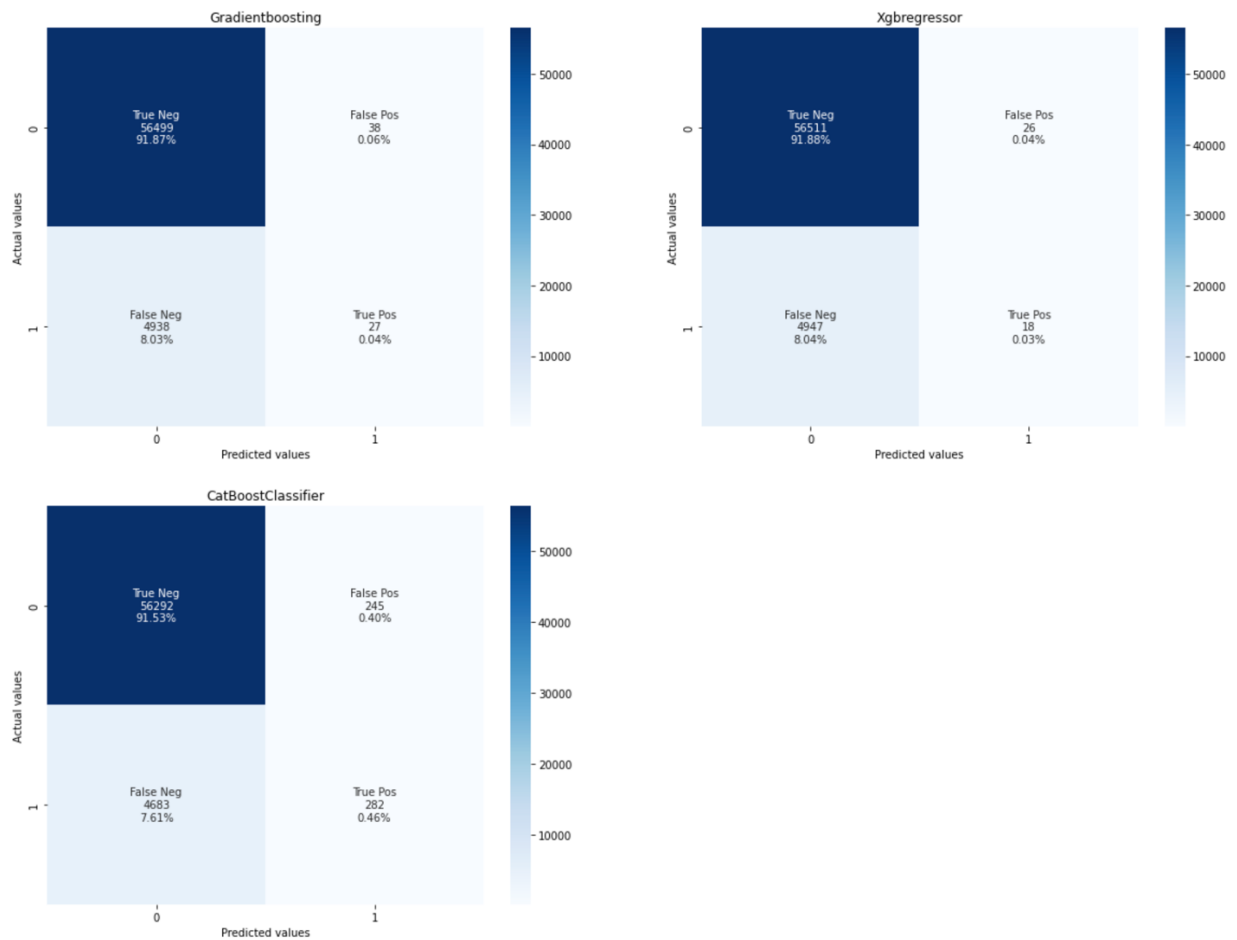 Gradientboosting
True Neg
56499
91.87%
False Pos
38
0.06%
False Neg
4938
8.03%
True Pos
27
0.04%
0
1
Actual values
0
1
Predicted values
50000
40000
30000
20000
10000
Xgbregressor
True Neg
56511
91.88%
False Pos
26
0.04%
False Neg
4947
8.04%
True Pos
18
0.03%
0
1
Actual values
0
1
Predicted values
50000
40000
30000
20000
10000
CatBoostClassifier
True Neg
56292
91.53%
False Pos
245
0.40%
False Neg
4683
7.61%
True Pos
282
0.46%
0
1
Actual values
0
1
Predicted values
50000
40000
30000
20000
10000